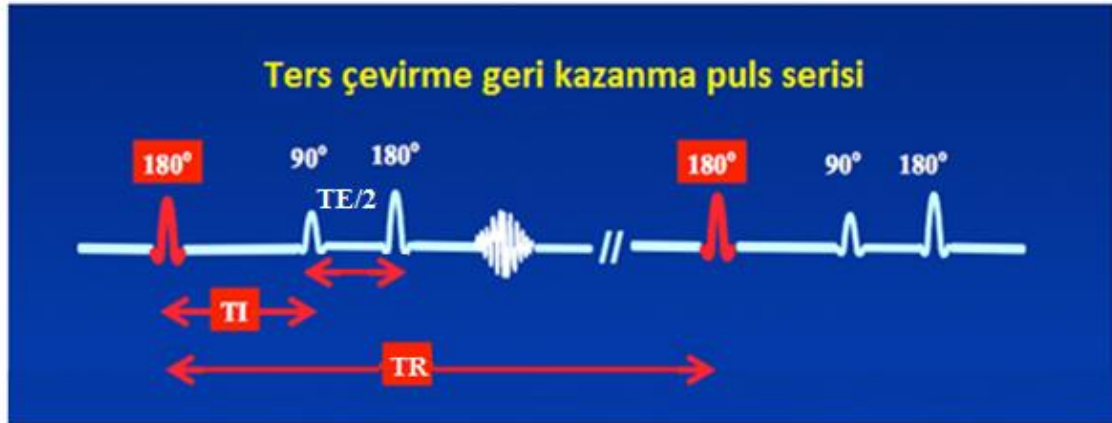 Ters çevirme geri kazanma puls serisi
180° 90° 180° 180° 90° 180°
TE/2
TI
TR